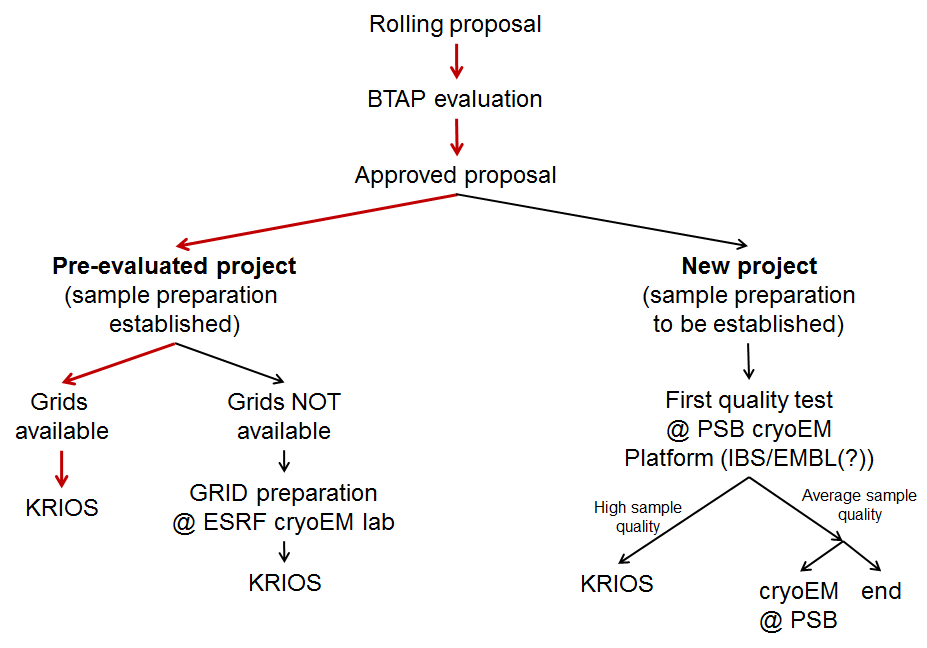 Rolling proposal
BTAP evaluation
Approved proposal
Pre-evaluated project
(sample preparation
established)
New project
(sample preparation
to be established)
Grids
available
Grids NOT
available
First quality test
@ PSB cryoEM
Platform (IBS/EMBL(?))
KRIOS
GRID preparation
@ ESRF cryoEM lab
KRIOS
High sample
quality
Average sample
quality
KRIOS
cryoEM
@ PSB
end